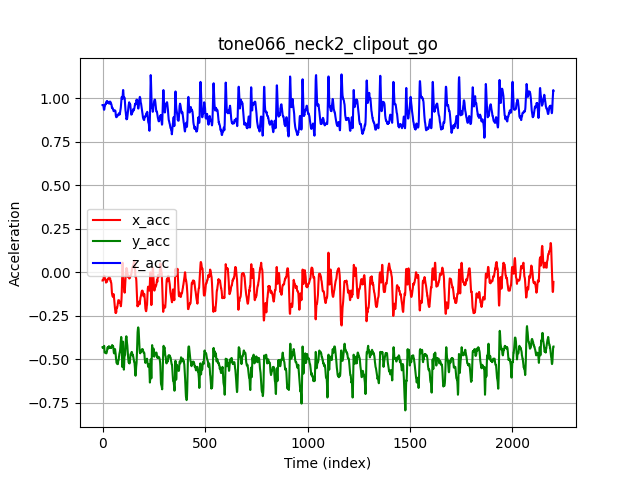 tone066_neck2_clipout_go
Acceleration
1.00
0.75
0.50
0.25
0.00
−0.25
−0.50
−0.75
x_acc
y_acc
z_acc
0
500
1000
1500
2000
Time (index)